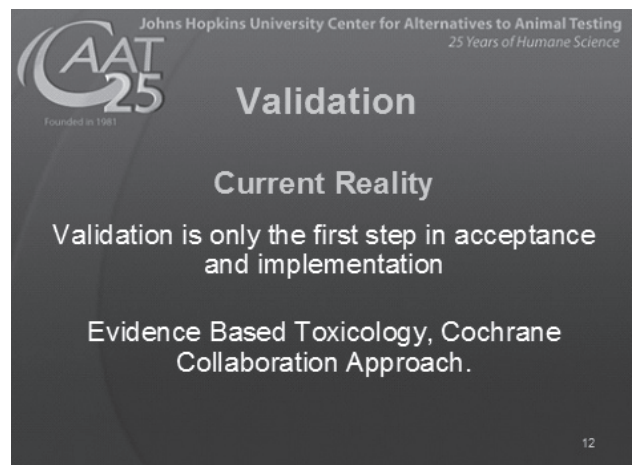 Johns Hopkins University Center for Alternatives to Animal Testing
25 Years of Humane Science
CAAT
25
Founded in 1981
Validation
Current Reality
Validation is only the first step in acceptance
and implementation
Evidence Based Toxicology, Cochrane
Collaboration Approach.
12